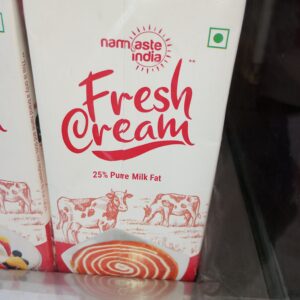 namaste
india
Fresh
Cream
25% Pure Milk Fat